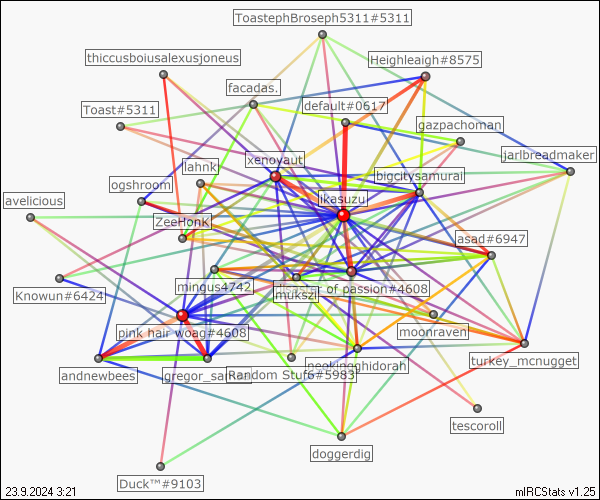 ToastephBroseph5311#5311
thiccusboiusalexusjoneus
Heighleaigh#8575
facadas.
Toast#5311
default#0617
gazpachoman
jarlbreadmaker
xenoyaut
lahnk
bigcitysamurai
ogshroom
ikasuzu
avelicious
ZeeHonK
asad#6947
mingus4742
of passion#4608
Knowun#6424
mukszi
moonraven
pink hair woag#4608
turkey_mcnugget
andnewbees
gregor_sa
Random Stuf6#5983
tescoroll
doggerdig
Duck™#9103
23.9.2024 3:21
mIRCStats v1.25